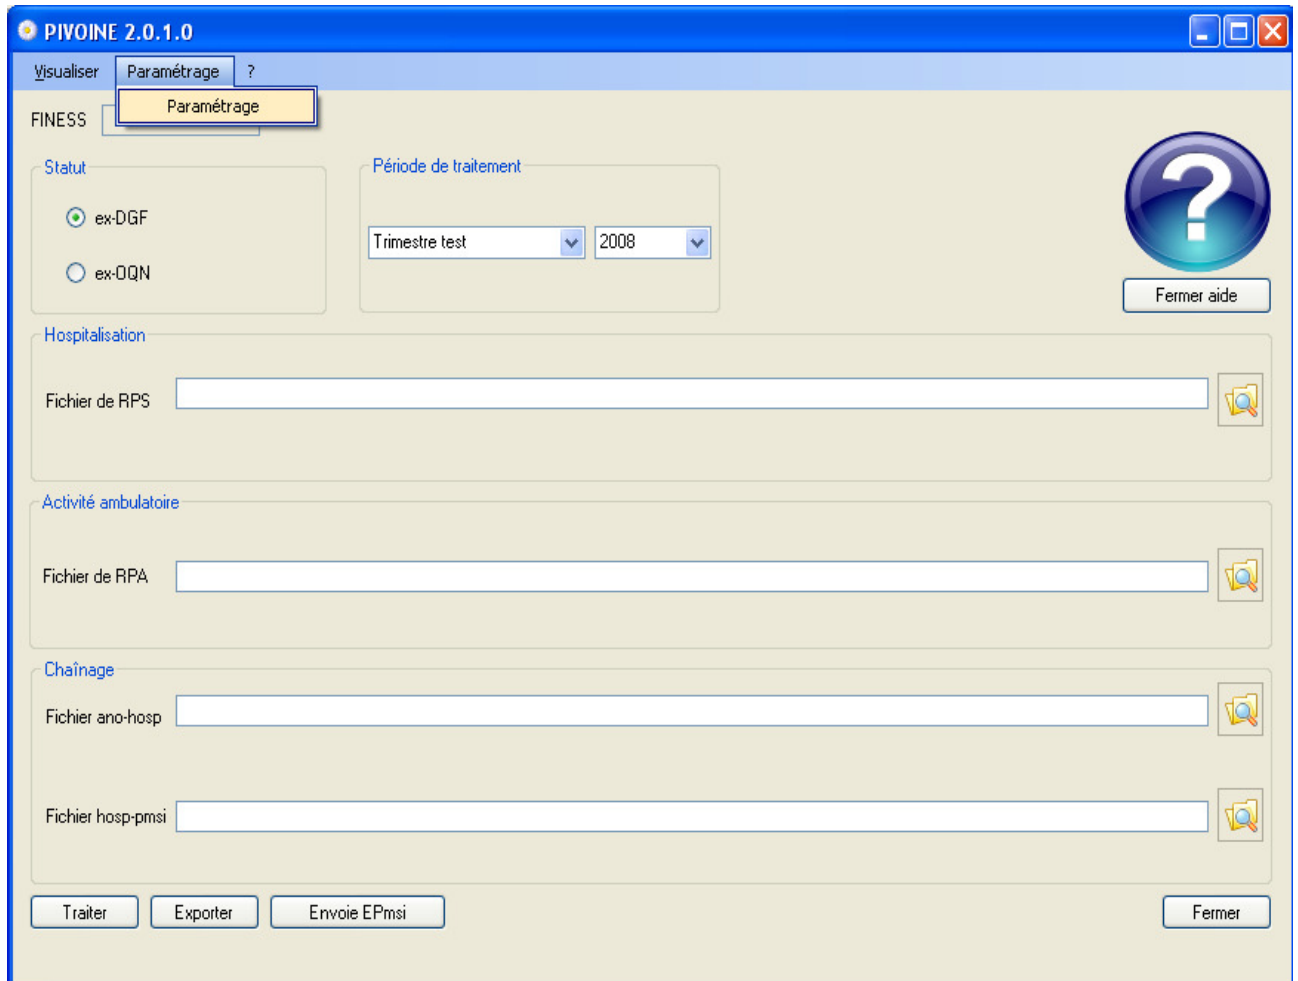 PIVOINE 2.0.1.0
Visualiser Paramétrage ?
Paramétrage
FINESS
Statut
Période de traitement
ex-DGF
Trimestre test 2008
ex-OQN
Fermer aide
Hospitalisation
Fichier de RPS
Activité ambulatoire
Fichier de RPA
Chaînage
Fichier ano-hosp
Fichier hosp-pmsi
Traiter Exporter Envoie EPmsi Fermer